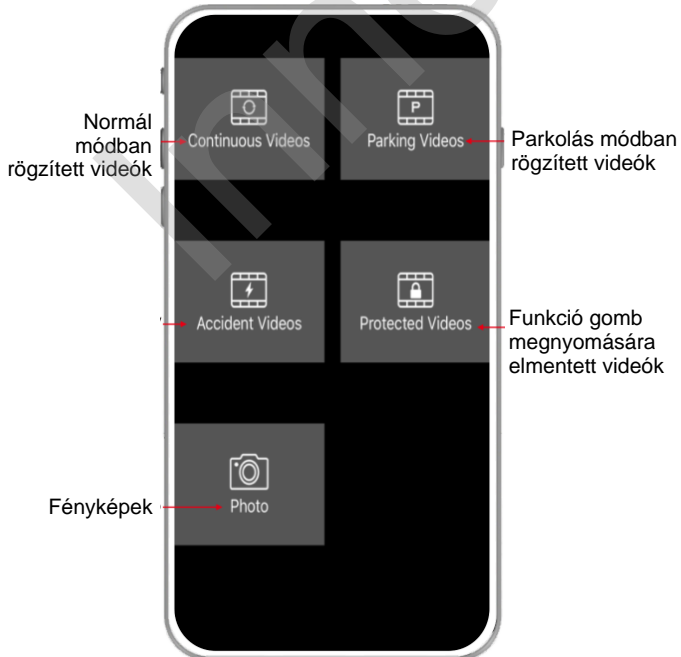 Normál
módban
rögzített videók
Continuous Videos
P
Parking Videos
Parkolás módban
rögzített videók
Accident Videos
Protected Videos
Funkció gomb
megnyomására
elmentett videók
Fényképek
Photo